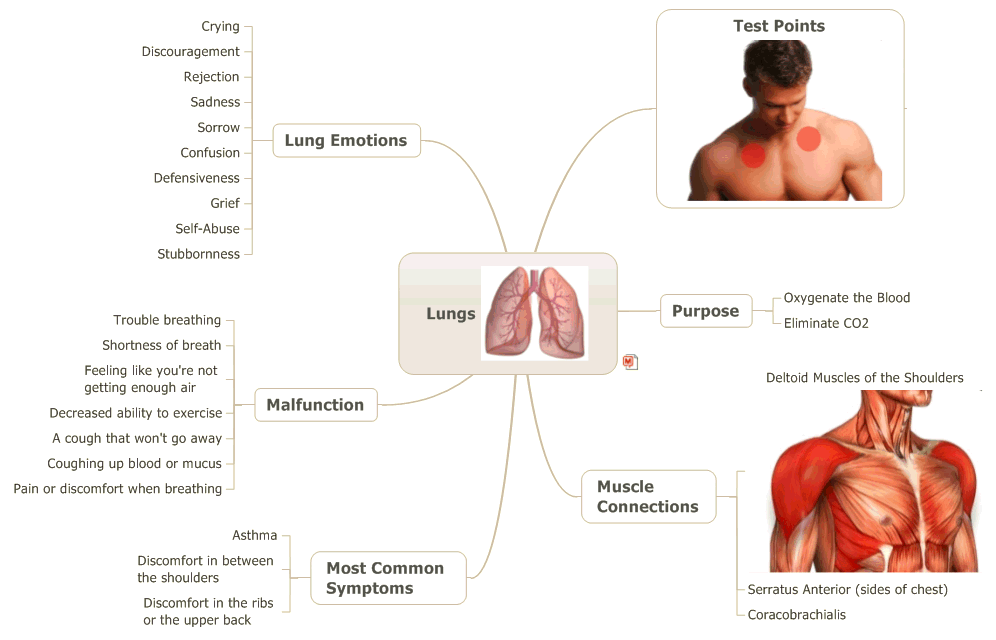 Crying
Discouragement
Rejection
Sadness
Sorrow
Confusion
Defensiveness
Grief
Self-Abuse
Stubbornness
Lung Emotions
Test Points
Lungs
Purpose
Oxygenate the Blood
Eliminate CO2
Trouble breathing
Shortness of breath
Feeling like you're not
getting enough air
Decreased ability to exercise
A cough that won't go away
Coughing up blood or mucus
Pain or discomfort when breathing
Malfunction
Deltoid Muscles of the Shoulders
Muscle
Connections
Serratus Anterior (sides of chest)
Coracobrachialis
Asthma
Discomfort in between
the shoulders
Discomfort in the ribs
or the upper back
Most Common
Symptoms